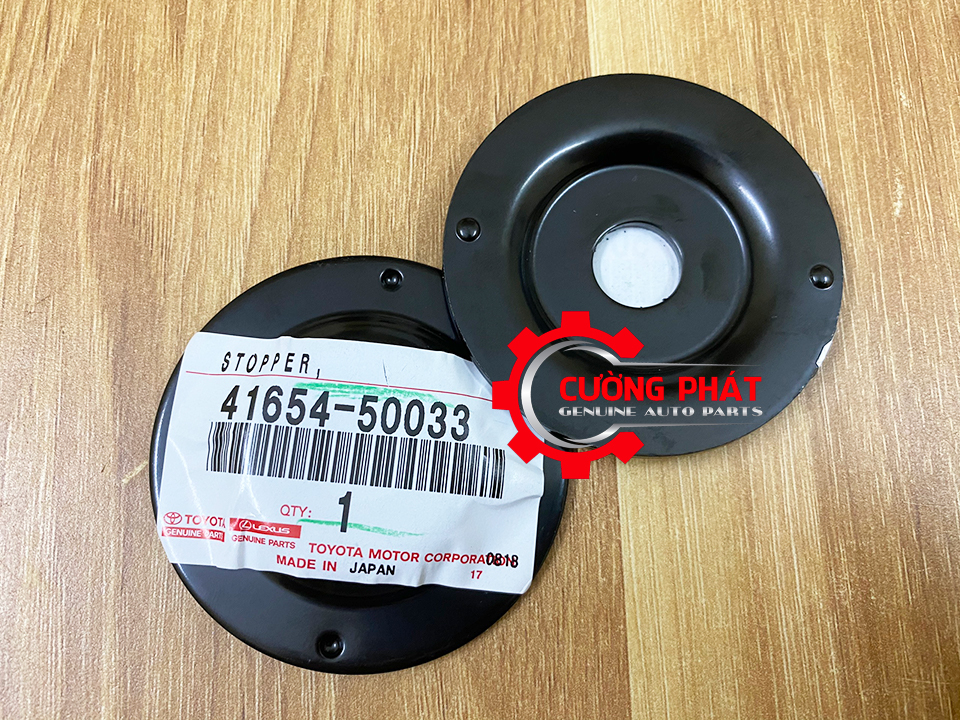 STOPPER,
41654-50033
QTY: 1
TOYOTA
GENUINE PARTS
LEXUS
GENUINE PARTS
TOYOTA MOTOR CORPORATION
0818
MADE IN JAPAN
17
CƯỜNG PHÁT
GENUINE AUTO PARTS